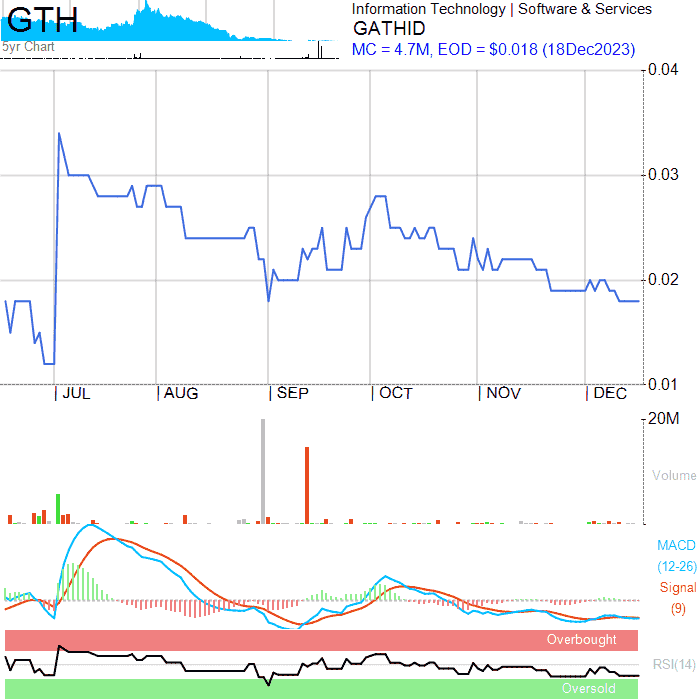 GTH
5yr Chart
Information Technology | Software & Services
GATHID
MC = 4.7M, EOD = $0.018 (18Dec2023)
0.04
0.03
0.02
0.01
JUL AUG SEP OCT NOV DEC
20M
Volume
MACD
(12-26)
Signal
(9)
Overbought
RSI(14)
Oversold